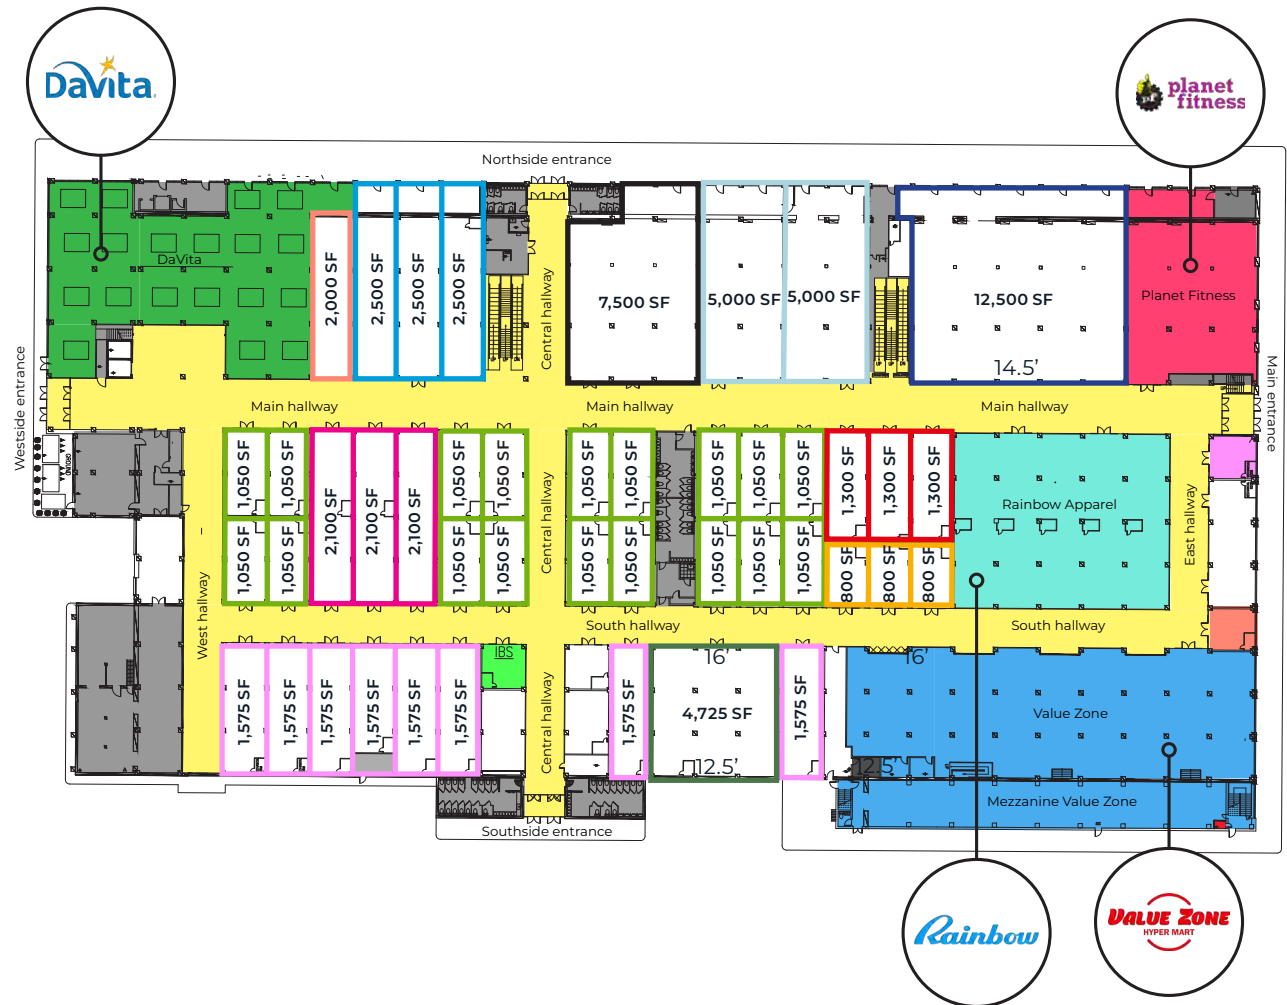 DaVita.
planet
fitness
Northside entrance
DaVita
2,000 SF
2,500 SF
2,500 SF
2,500 SF
Central hallway
7,500 SF
5,000 SF
5,000 SF
12,500 SF
14.5’
Planet Fitness
Westside entrance
Main hallway
Main hallway
Main hallway
Main entrance
GROUND
1,050 SF
1,050 SF
2,100 SF
2,100 SF
2,100 SF
1,050 SF
1,050 SF
Central hallway
1,050 SF
1,050 SF
1,050 SF
1,050 SF
1,050 SF
1,300 SF
1,300 SF
1,300 SF
Rainbow Apparel
East hallway
1,050 SF
1,050 SF
1,050 SF
1,050 SF
1,050 SF
1,050 SF
1,050 SF
1,050 SF
1,050 SF
800 SF
800 SF
800 SF
West hallway
South hallway
South hallway
1,575 SF
1,575 SF
1,575 SF
1,575 SF
1,575 SF
1,575 SF
IBS
Central hallway
1,575 SF
16’
4,725 SF
12.5’
1,575 SF
16’
Value Zone
12.5’
Mezzanine Value Zone
Southside entrance
Rainbow
VALUE ZONE
HYPER MART